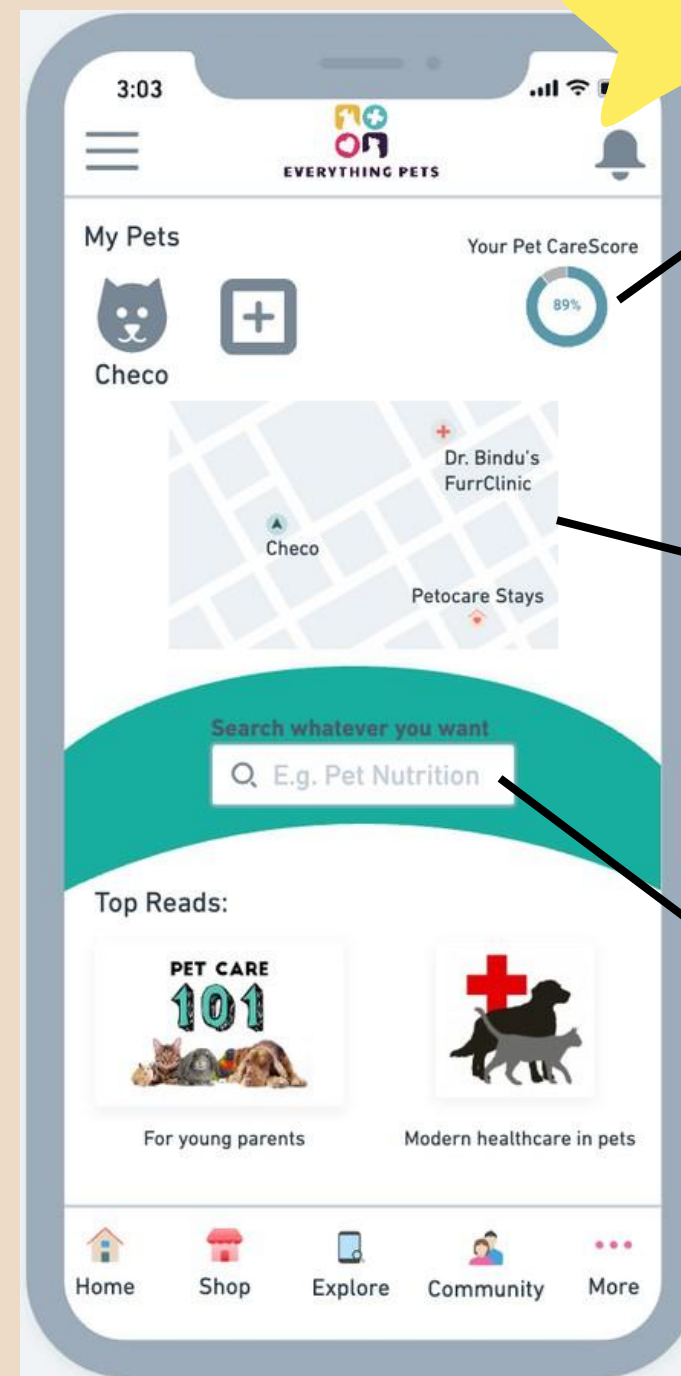 3:03
EVERYTHING PETS
My Pets
Your Pet CareScore
89%
Checo
Dr. Bindu's
FurrClinic
Checo
Petocare Stays
Search whatever you want
E.g. Pet Nutrition
Top Reads:
PET CARE
101
For young parents
Modern healthcare in pets
Home
Shop
Explore
Community
More